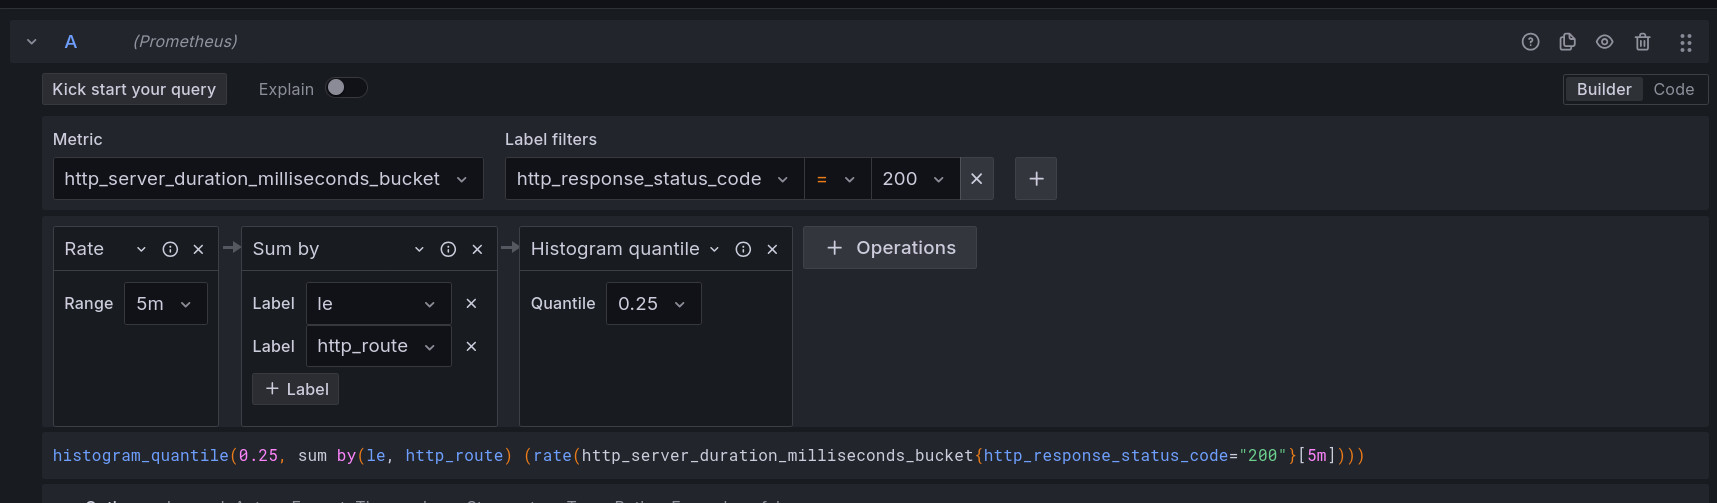 A (Prometheus)
Kick start your query Explain Builder Code
Metric Label filters
http_server_duration_milliseconds_bucket http_response_status_code = 200
Rate Sum by Histogram quantile + Operations
Range 5m Label le Quantile 0.25
Label http_route
+ Label
histogram_quantile(0.25, sum by(le, http_route) (rate(http_server_duration_milliseconds_bucket{http_response_status_code="200"}[5m])))